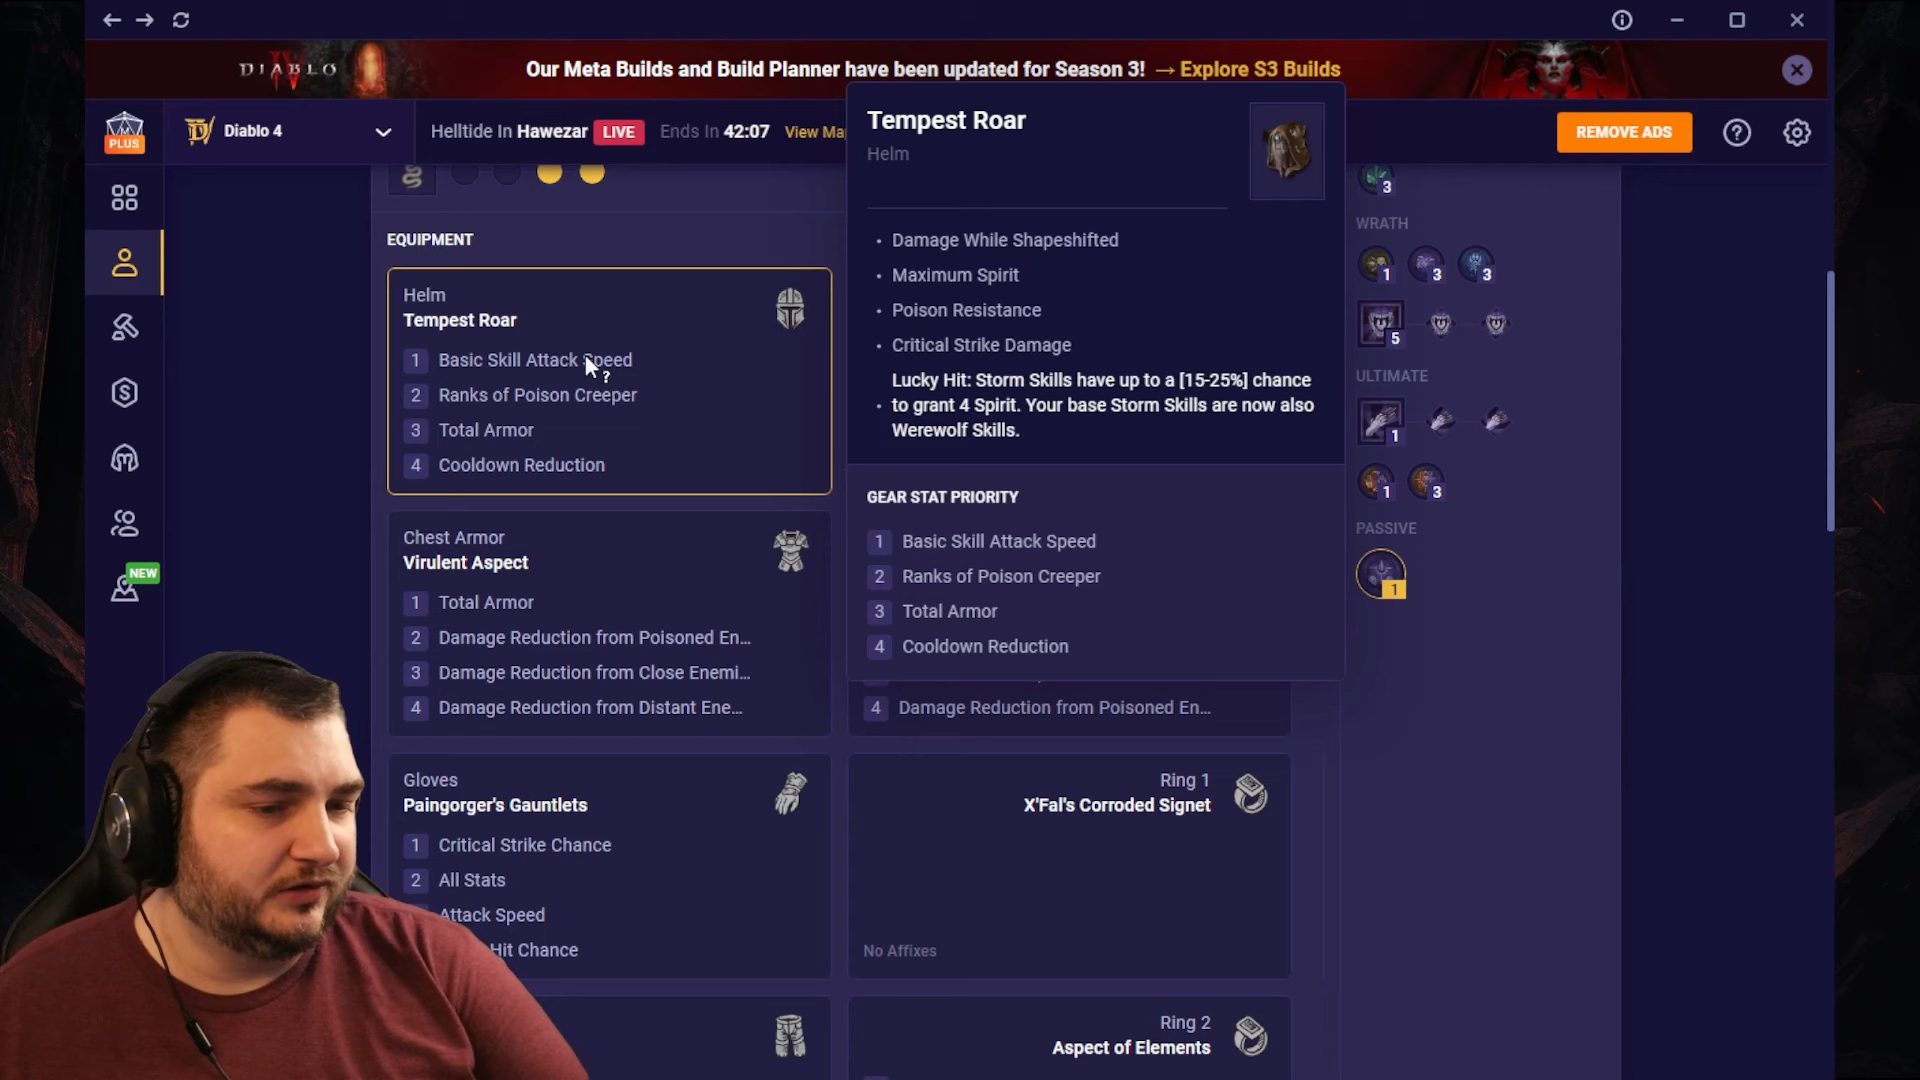 DIABLO
IV
Our Meta Builds and Build Planner have been updated for Season 3! → Explore S3 Builds
PLUS
Diablo 4
Helltide In Hawezar LIVE Ends In 42:07 View Ma
REMOVE ADS
NEW
EQUIPMENT
Helm
Tempest Roar
1 Basic Skill Attack Speed
2 Ranks of Poison Creeper
3 Total Armor
4 Cooldown Reduction
Chest Armor
Virulent Aspect
1 Total Armor
2 Damage Reduction from Poisoned En...
3 Damage Reduction from Close Enemi...
4 Damage Reduction from Distant Ene...
Gloves
Paingorger's Gauntlets
1 Critical Strike Chance
2 All Stats
Attack Speed
Hit Chance
Tempest Roar
Helm
• Damage While Shapeshifted
• Maximum Spirit
• Poison Resistance
• Critical Strike Damage
Lucky Hit: Storm Skills have up to a [15-25%] chance
• to grant 4 Spirit. Your base Storm Skills are now also
Werewolf Skills.
GEAR STAT PRIORITY
1 Basic Skill Attack Speed
2 Ranks of Poison Creeper
3 Total Armor
4 Cooldown Reduction
4 Damage Reduction from Poisoned En...
Ring 1
X'Fal's Corroded Signet
No Affixes
Ring 2
Aspect of Elements
3
WRATH
1 3 3
5
ULTIMATE
1
1 3
PASSIVE
1